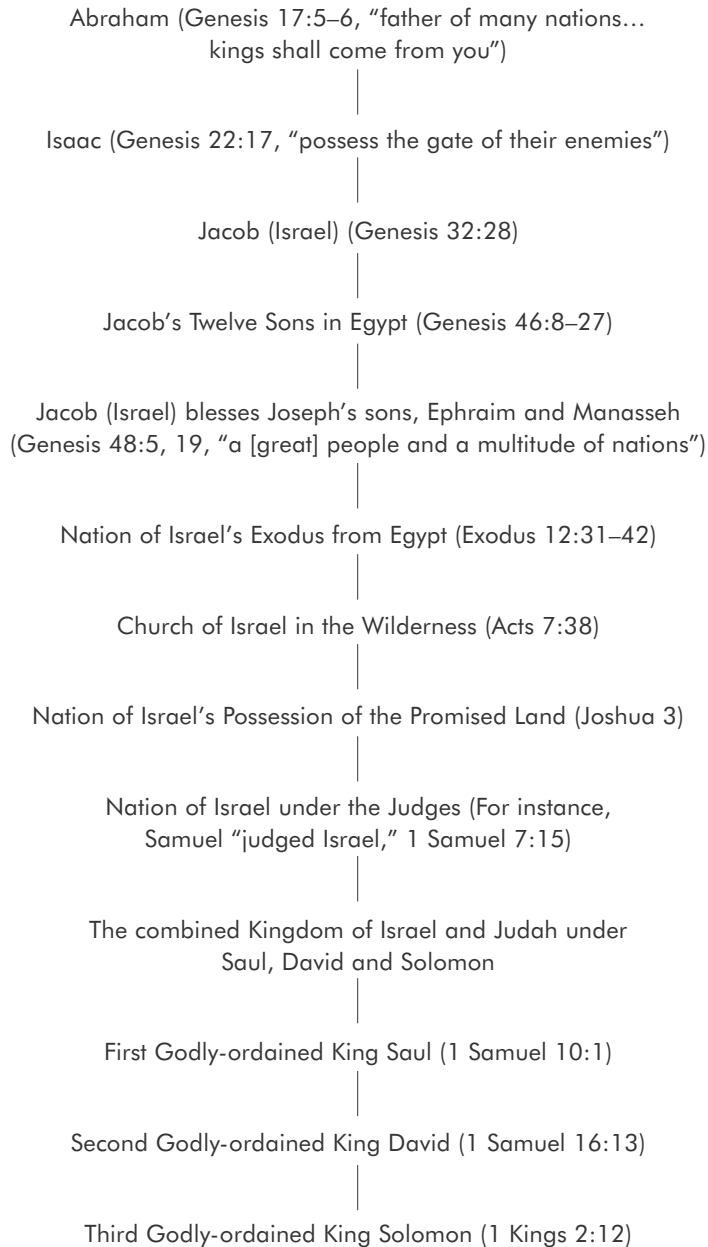 Abraham (Genesis 17:5–6, “father of many nations…
kings shall come from you”)
Isaac (Genesis 22:17, “possess the gate of their enemies”)
Jacob (Israel) (Genesis 32:28)
Jacob’s Twelve Sons in Egypt (Genesis 46:8–27)
Jacob (Israel) blesses Joseph’s sons, Ephraim and Manasseh
(Genesis 48:5, 19, “a [great] people and a multitude of nations”)
Nation of Israel’s Exodus from Egypt (Exodus 12:31–42)
Church of Israel in the Wilderness (Acts 7:38)
Nation of Israel’s Possession of the Promised Land (Joshua 3)
Nation of Israel under the Judges (For instance,
Samuel “judged Israel,” 1 Samuel 7:15)
The combined Kingdom of Israel and Judah under
Saul, David and Solomon
First Godly-ordained King Saul (1 Samuel 10:1)
Second Godly-ordained King David (1 Samuel 16:13)
Third Godly-ordained King Solomon (1 Kings 2:12)